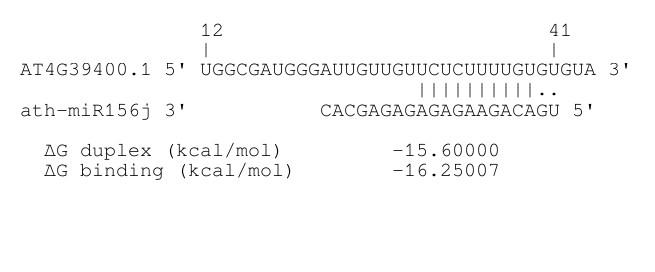 12 41
| |
AT4G39400.1 5' UGGCGAUGGGAUUGUUGUUCUCUUUUGUGUGUA 3'
||||||||||..
ath-miR156j 3' CACGAGAGAGAGAAGACAGU 5'
ΔG duplex (kcal/mol) -15.60000
ΔG binding (kcal/mol) -16.25007